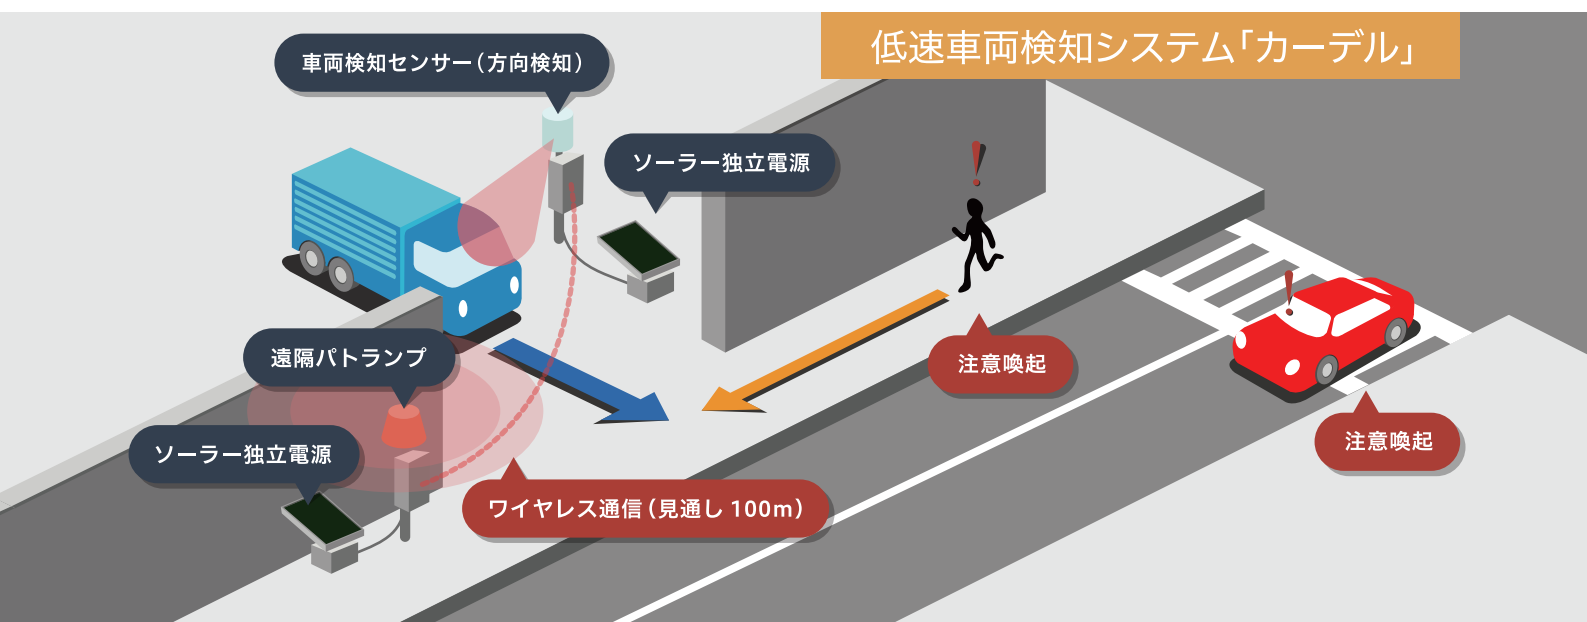 低速車両検知システム「カーデル」
車両検知センサー（方向検知）
ソーラー独立電源
遠隔パトランプ
ソーラー独立電源
ワイヤレス通信（見通し 100m）
!
注意喚起
!
注意喚起